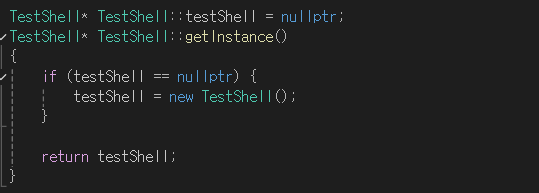 TestShell* TestShell::testShell = nullptr;
TestShell* TestShell::getInstance()
{
    if (testShell == nullptr) {
        testShell = new TestShell();
    }

    return testShell;
}